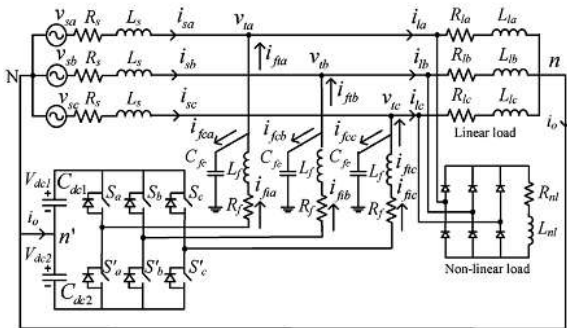 v_sa R_s L_s i_sa v_ta i_la R_la L_la
i_fta
N v_sb R_s L_s i_sb v_tb i_lb R_lb L_lb n
i_ftb
v_sc R_s L_s i_sc v_tc i_lc R_lc L_lc
i_o
Linear load
i_fca i_fcb i_fcc
C_fc L_f C_fc L_f C_fc L_f i_ftc
V_dc1 C_dc1 S_a S_b S_c
R_f i_fia R_f i_fib R_f i_fic
R_nl
i_o n'
L_nl
V_dc2 C_dc2 S'_a S'_b S'_c
Non-linear load